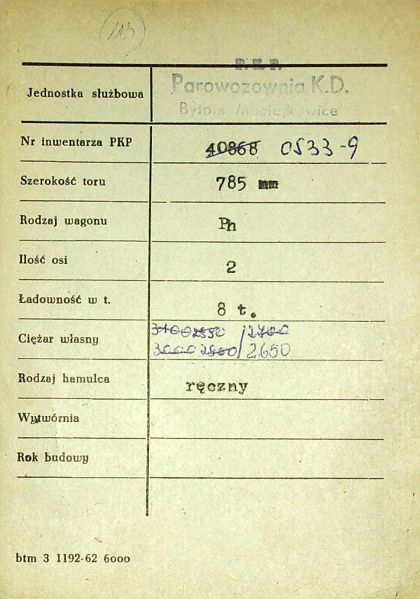 113
P.K.P.
Jednostka służbowa Parowozownia K.D.
Bytom Maciejkowice
Nr inwentarza PKP 40868 0S33-9
Szerokość toru 785 mm
Rodzaj wagonu Ph
Ilość osi 2
Ładowność w t. 8 t.
Ciężar własny 2650
Rodzaj hamulca ręczny
Wytwórnia
Rok budowy
btm 3 1192-62 6000